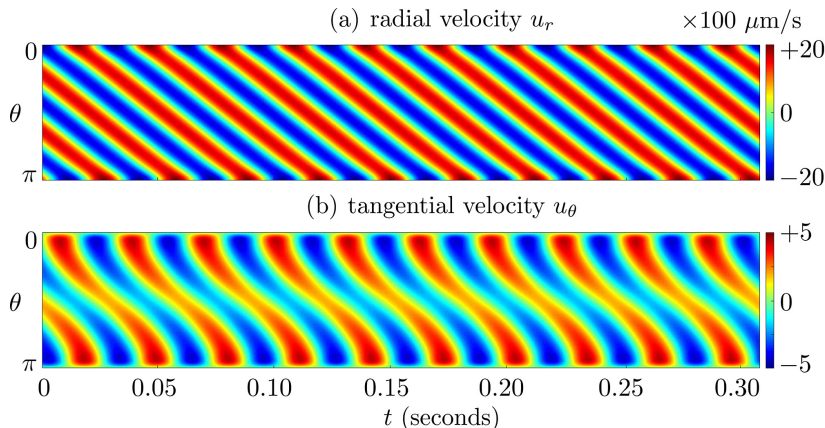 (a) radial velocity u_r ×100 μm/s
0
θ
π
+20
0
−20
(b) tangential velocity u_θ
0
θ
π
+5
0
−5
0 0.05 0.10 0.15 0.20 0.25 0.30
t (seconds)